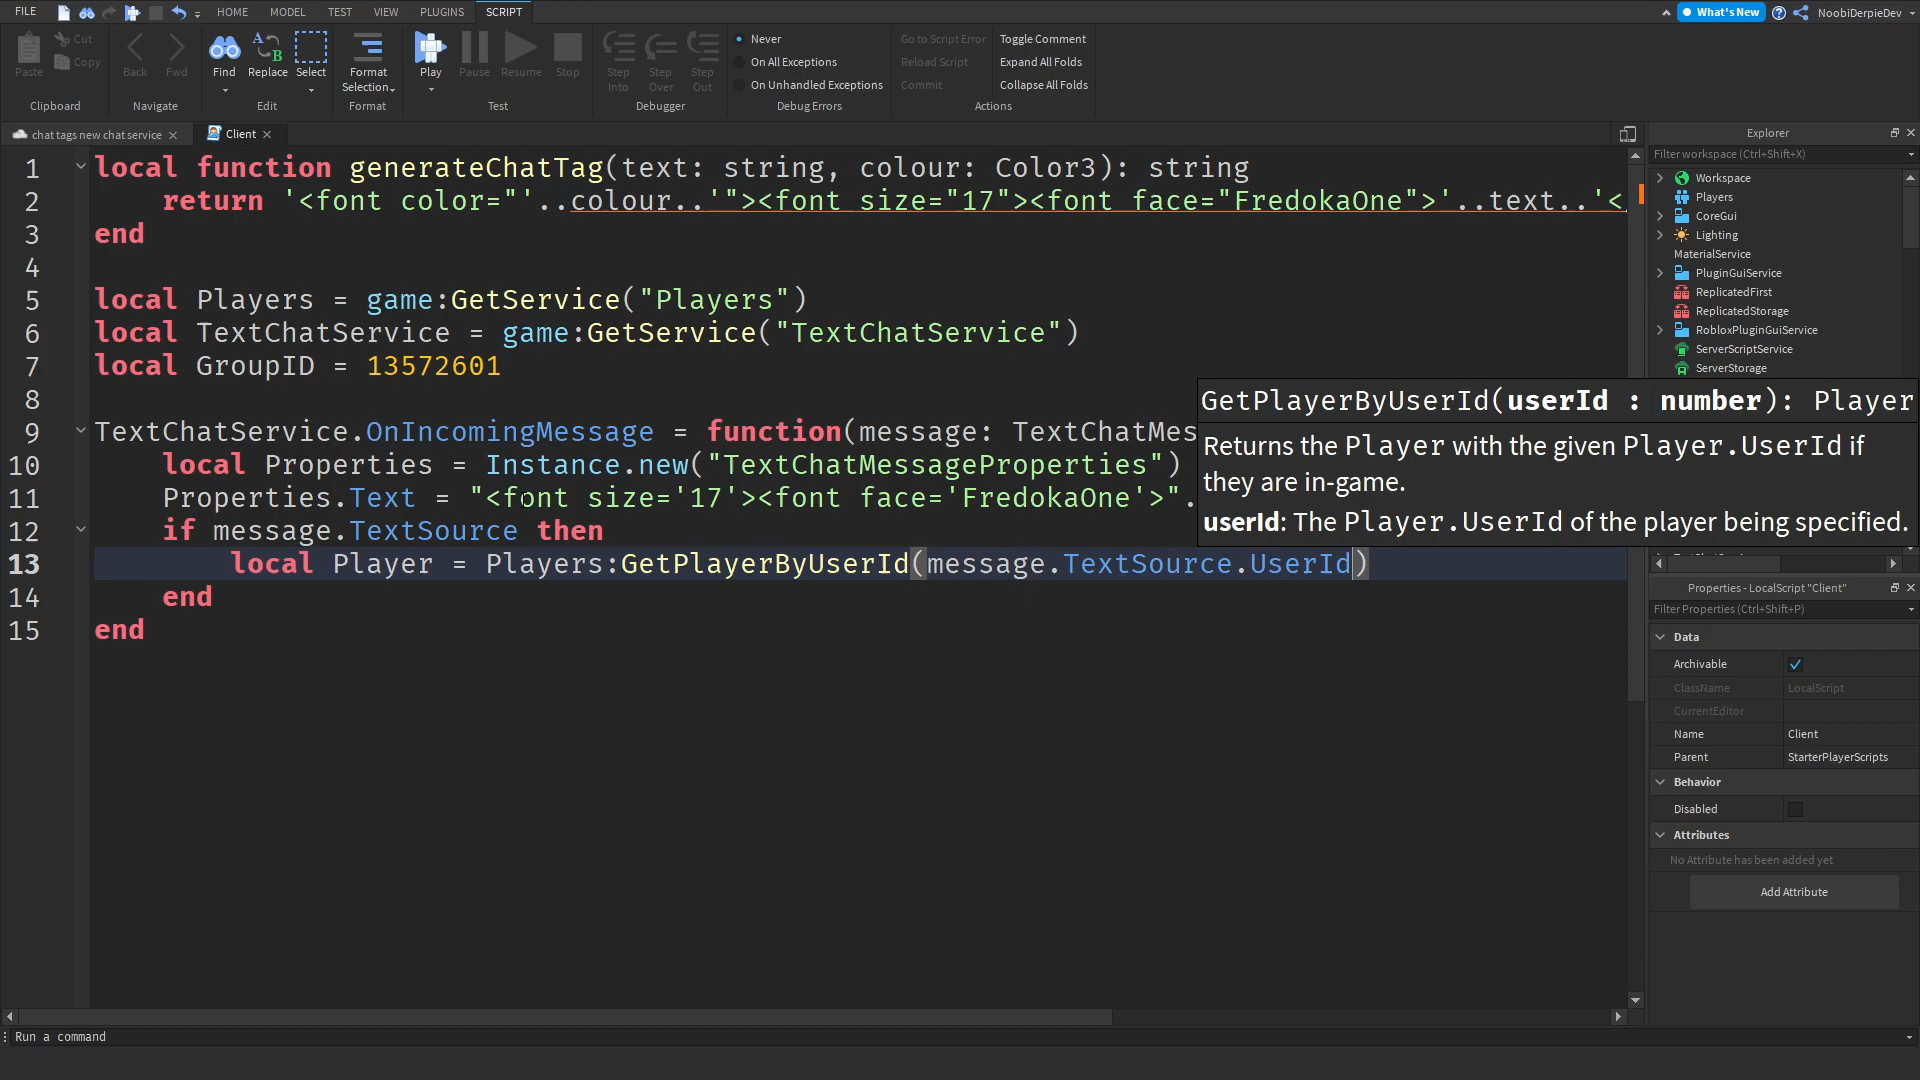 FILE HOME MODEL TEST VIEW PLUGINS SCRIPT What's New NoobiDerpieDev
Paste Cut Copy Clipboard
Back Fwd Navigate
Find Replace Select Edit
Format Selection Format
Play Pause Resume Stop Test
Step Into Step Over Step Out Debugger
Never
On All Exceptions
On Unhandled Exceptions
Debug Errors
Go to Script Error Toggle Comment
Reload Script Expand All Folds
Commit Collapse All Folds
Actions
chat tags new chat service Client
1 local function generateChatTag(text: string, colour: Color3): string
2 return '<font color="'..colour..'"><font size="17"><font face="FredokaOne">'..text..'<
3 end
4
5 local Players = game:GetService("Players")
6 local TextChatService = game:GetService("TextChatService")
7 local GroupID = 13572601
8
9 TextChatService.OnIncomingMessage = function(message: TextChatMes
10 local Properties = Instance.new("TextChatMessageProperties")
11 Properties.Text = "<font size='17'><font face='FredokaOne'>".
12 if message.TextSource then
13 local Player = Players:GetPlayerByUserId(message.TextSource.UserId)
14 end
15 end
GetPlayerByUserId(userId : number): Player
Returns the Player with the given Player.UserId if
they are in-game.
userId: The Player.UserId of the player being specified.
Explorer
Filter workspace (Ctrl+Shift+X)
Workspace
Players
CoreGui
Lighting
MaterialService
PluginGuiService
ReplicatedFirst
ReplicatedStorage
RobloxPluginGuiService
ServerScriptService
ServerStorage
Properties - LocalScript "Client"
Filter Properties (Ctrl+Shift+P)
Data
Archivable
ClassName LocalScript
CurrentEditor
Name Client
Parent StarterPlayerScripts
Behavior
Disabled
Attributes
No Attribute has been added yet
Add Attribute
Run a command